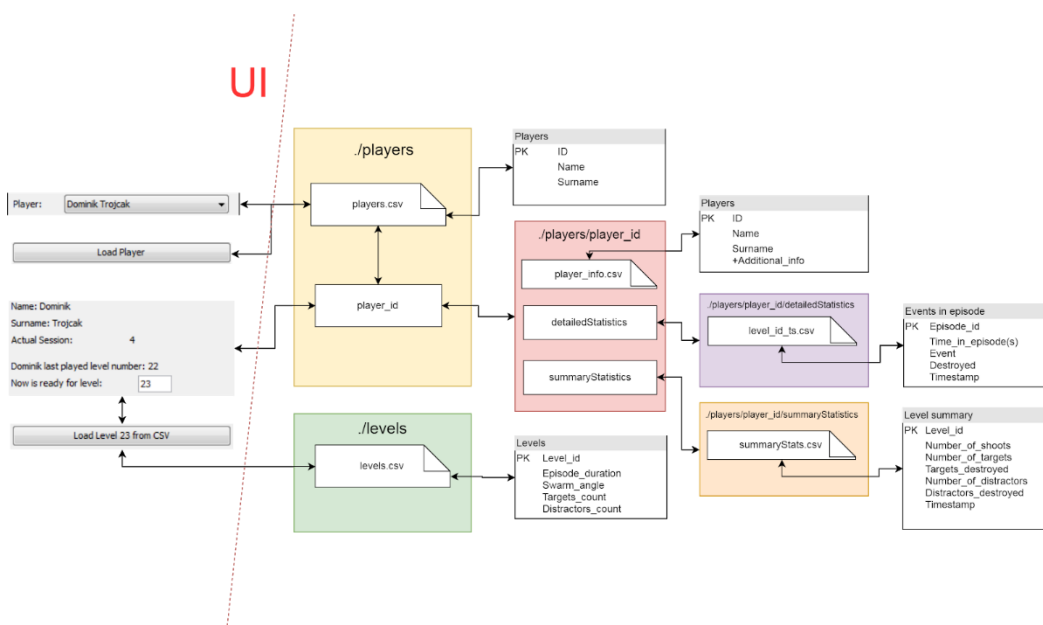 UI
Player:
Dominik Trojcak
Load Player
Name: Dominik
Surname: Trojcak
Actual Session: 4
Dominik last played level number: 22
Now is ready for level: 23
Load Level 23 from CSV
./players
players.csv
player_id
./levels
levels.csv
Players
PK ID
Name
Surname
./players/player_id
player_info.csv
detailedStatistics
summaryStatistics
Levels
PK Level_id
Episode_duration
Swarm_angle
Targets_count
Distractors_count
Players
PK ID
Name
Surname
+Additional_info
./players/player_id/detailedStatistics
level_id_ts.csv
./players/player_id/summaryStatistics
summaryStats.csv
Events in episode
PK Episode_id
Time_in_episode(s)
Event
Destroyed
Timestamp
Level summary
PK Level_id
Number_of_shoots
Number_of_targets
Targets_destroyed
Number_of_distractors
Distractors_destroyed
Timestamp